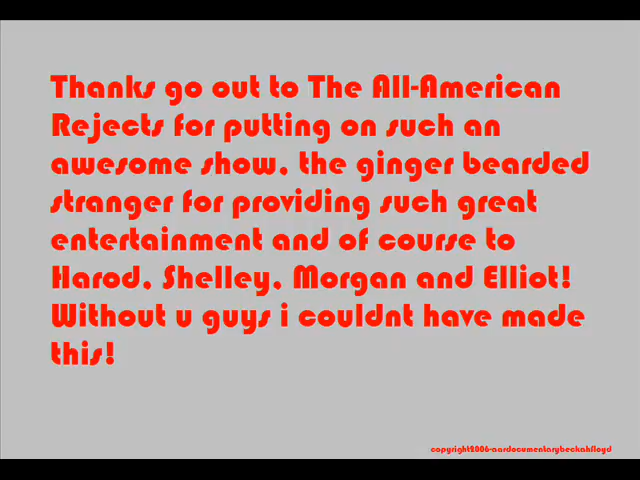 Thanks go out to The All-American
Rejects for putting on such an
awesome show, the ginger bearded
stranger for providing such great
entertainment and of course to
Harod, Shelley, Morgan and Elliot!
Without u guys i couldnt have made
this!
copyright2006-aardocumentarybeckahfloyd